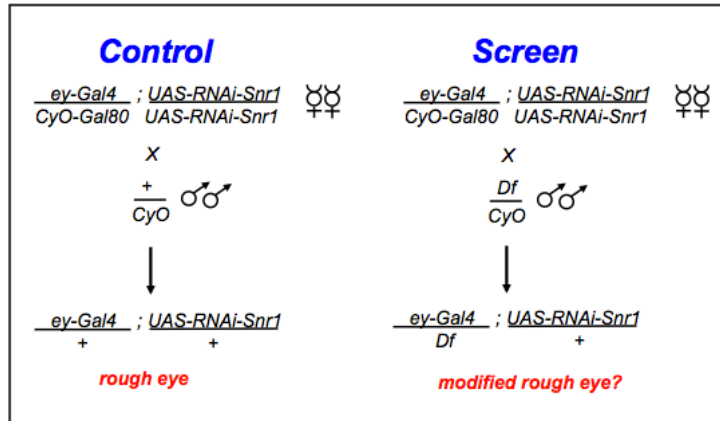 Control
ey-Gal4 ; UAS-RNAi-Snr1
CyO-Gal80 UAS-RNAi-Snr1
X
+
CyO
ey-Gal4 ; UAS-RNAi-Snr1
+ +
rough eye
Screen
ey-Gal4 ; UAS-RNAi-Snr1
CyO-Gal80 UAS-RNAi-Snr1
X
Df
CyO
ey-Gal4 ; UAS-RNAi-Snr1
Df +
modified rough eye?